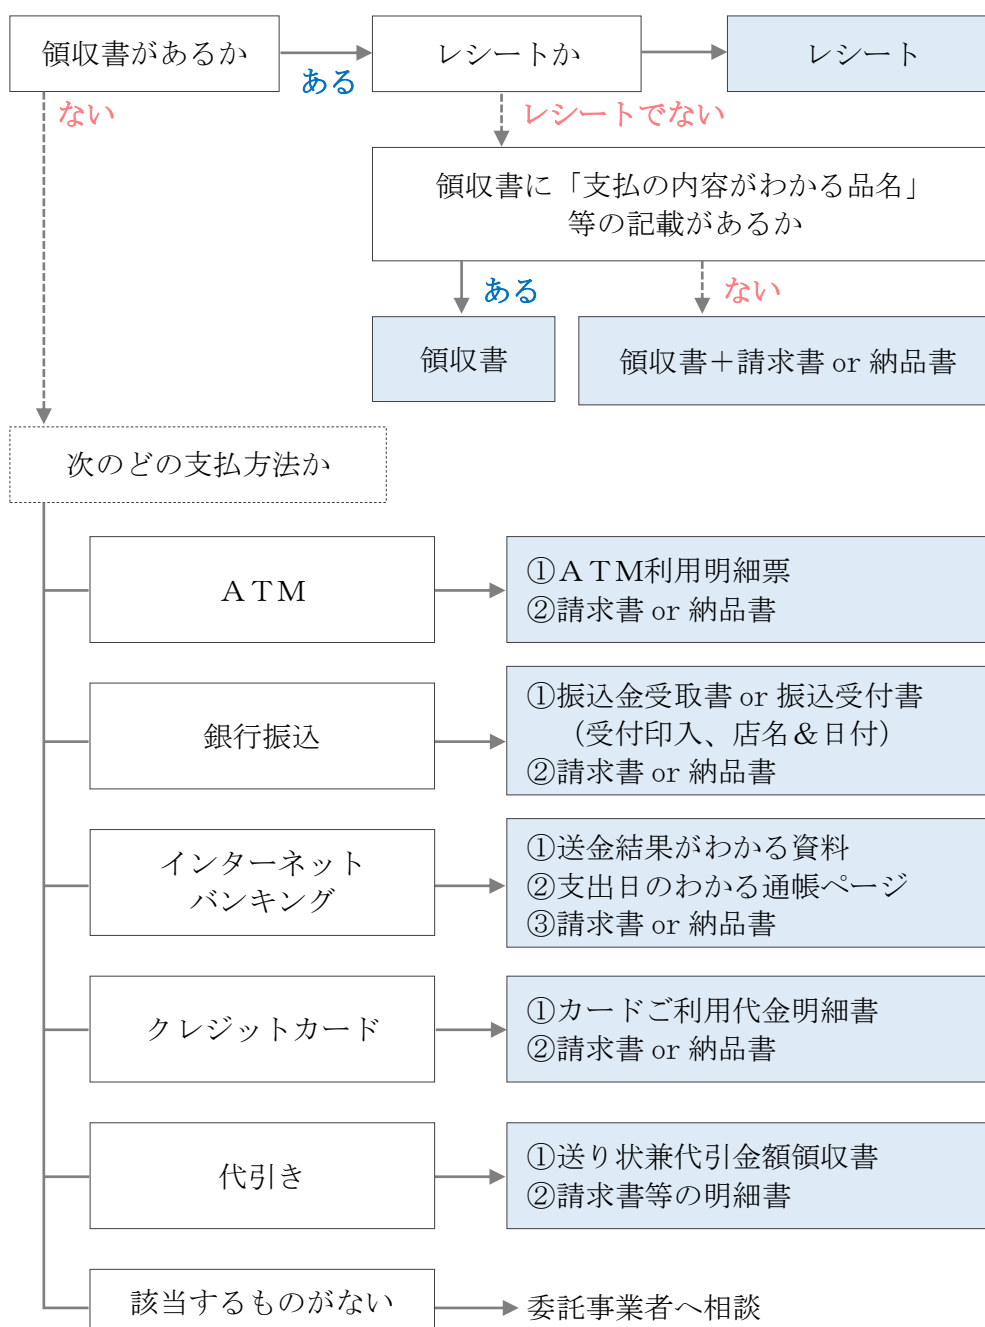 領収書があるか
ある
レシートか
レシート
ない
レシートでない
領収書に「支払の内容がわかる品名」
等の記載があるか
ある
ない
領収書
領収書＋請求書 or 納品書
次のどの支払方法か
ＡＴＭ
①ＡＴＭ利用明細票
②請求書 or 納品書
銀行振込
①振込金受取書 or 振込受付書
（受付印入、店名＆日付）
②請求書 or 納品書
インターネット
バンキング
①送金結果がわかる資料
②支出日のわかる通帳ページ
③請求書 or 納品書
クレジットカード
①カードご利用代金明細書
②請求書 or 納品書
代引き
①送り状兼代引金額領収書
②請求書等の明細書
該当するものがない
委託事業者へ相談